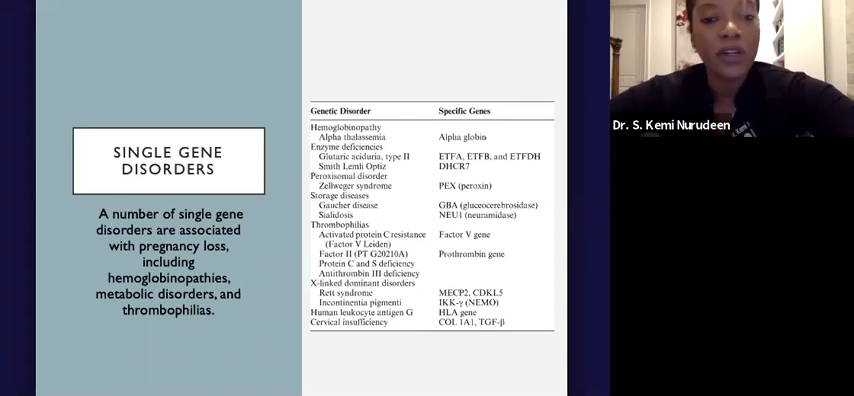 SINGLE GENE
DISORDERS
A number of single gene
disorders are associated
with pregnancy loss,
including
hemoglobinopathies,
metabolic disorders, and
thrombophilias.
Genetic Disorder Specific Genes
Hemoglobinopathy
Alpha thalassemia Alpha globin
Enzyme deficiencies
Glutaric aciduria, type II ETFA, ETFB, and ETFDH
Smith Lemli Optiz DHCR7
Peroxisomal disorder
Zellweger syndrome PEX (peroxin)
Storage diseases
Gaucher disease GBA (gluceocerebrosidase)
Sialidosis NEU1 (neuramidase)
Thrombophilias
Activated protein C resistance Factor V gene
(Factor V Leiden)
Factor II (PT G20210A) Prothrombin gene
Protein C and S deficiency
Antithrombin III deficiency
X-linked dominant disorders
Rett syndrome MECP2, CDKL5
Incontinentia pigmenti IKK-γ (NEMO)
Human leukocyte antigen G HLA gene
Cervical insufficiency COL 1A1, TGF-β
Dr. S. Kemi Nurudeen